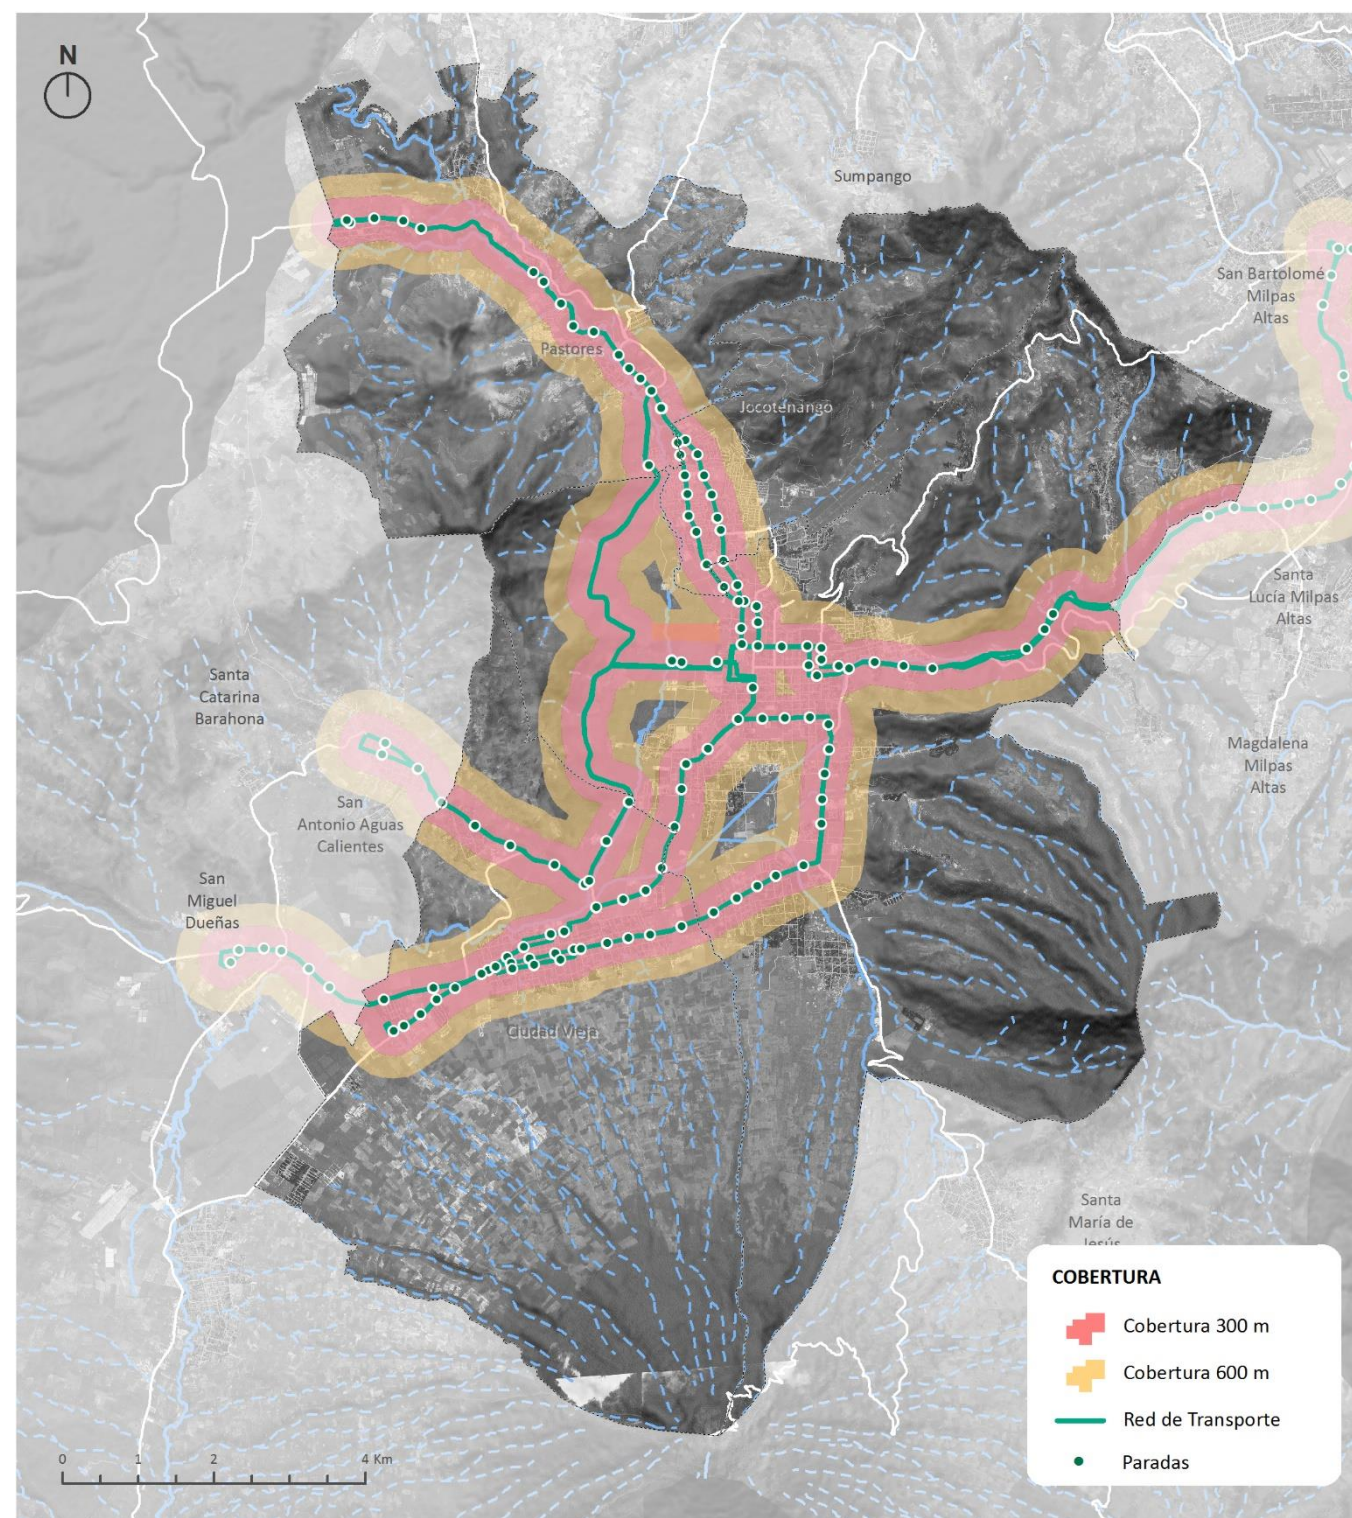 N
Sumpango
San Bartolomé
Milpas
Altas
Pastores
Jocotenango
Santa
Lucía Milpas
Altas
Santa
Catarina
Barahona
Magdalena
Milpas
Altas
San
Antonio Aguas
Calientes
San
Miguel
Dueñas
Ciudad Vieja
Santa
María de
Jesús
COBERTURA
Cobertura 300 m
Cobertura 600 m
Red de Transporte
Paradas
0 1 2 4 Km